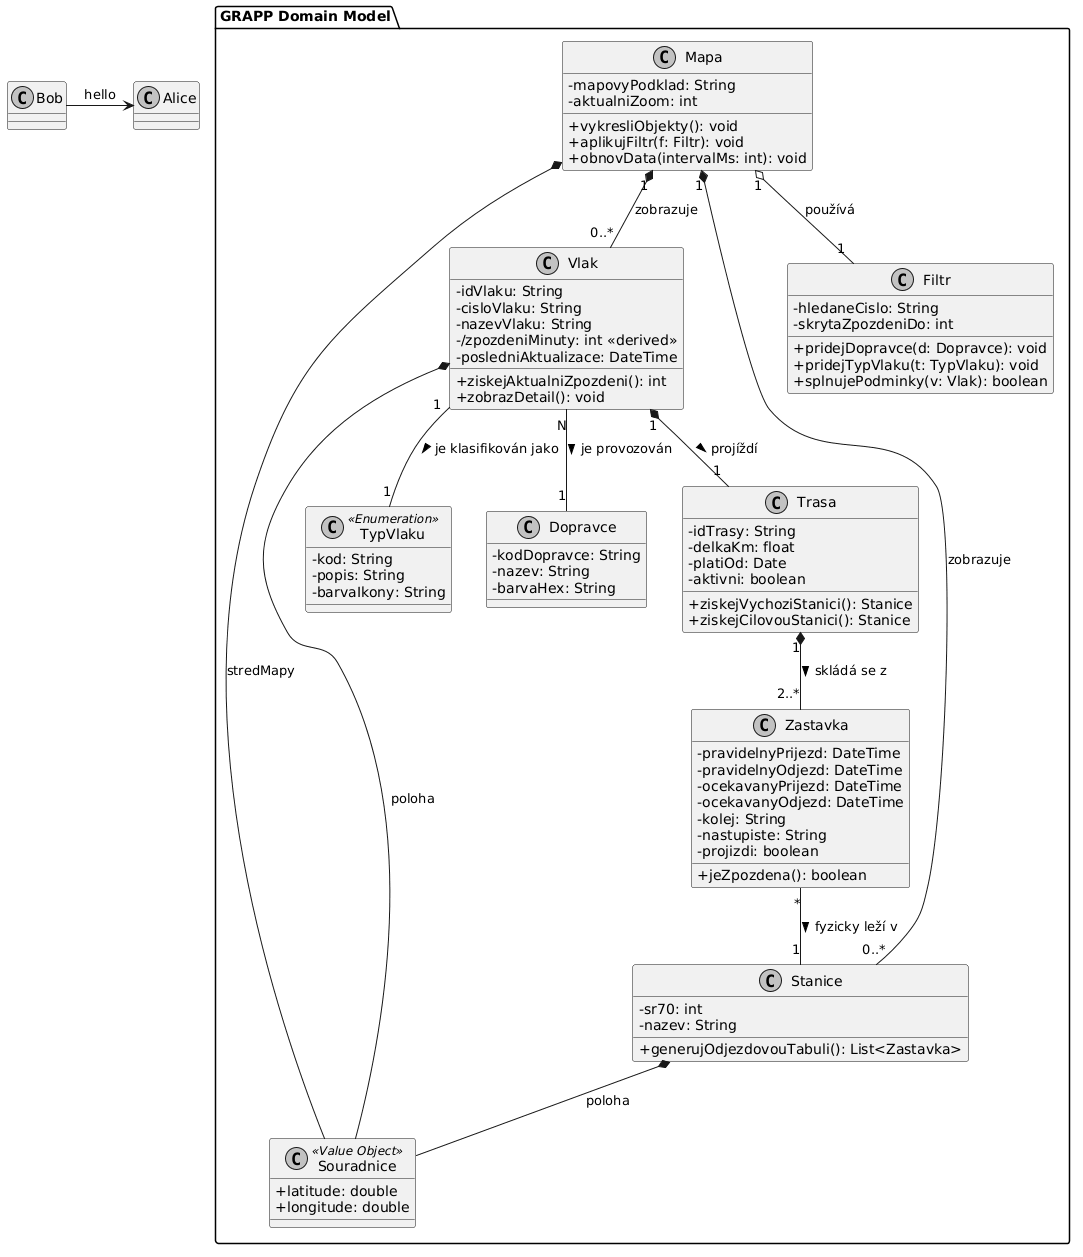 GRAPP Domain Model
C Mapa
-mapovyPodklad: String
-aktualniZoom: int
+vykresliObjekty(): void
+aplikujFiltr(f: Filtr): void
+obnovData(intervalMs: int): void
C Bob
hello
C Alice
1
1
1
zobrazuje
používá
0..*
1
C Vlak
-idVlaku: String
-cisloVlaku: String
-nazevVlaku: String
-/zpozdeniMinuty: int «derived»
-posledniAktualizace: DateTime
+ziskejAktualniZpozdeni(): int
+zobrazDetail(): void
C Filtr
-hledaneCislo: String
-skrytaZpozdeniDo: int
+pridejDopravce(d: Dopravce): void
+pridejTypVlaku(t: TypVlaku): void
+splnujePodminky(v: Vlak): boolean
1
N
1
je klasifikován jako
je provozován
projíždí
1
1
1
C «Enumeration»
TypVlaku
-kod: String
-popis: String
-barvaIkony: String
C Dopravce
-kodDopravce: String
-nazev: String
-barvaHex: String
C Trasa
-idTrasy: String
-delkaKm: float
-platiOd: Date
-aktivni: boolean
+ziskejVychoziStanici(): Stanice
+ziskejCilovouStanici(): Stanice
zobrazuje
1
stredMapy
skládá se z
2..*
C Zastavka
-pravidelnyPrijezd: DateTime
-pravidelnyOdjezd: DateTime
-ocekavanyPrijezd: DateTime
-ocekavanyOdjezd: DateTime
-kolej: String
-nastupiste: String
-projizdi: boolean
+jeZpozdena(): boolean
poloha
*
fyzicky leží v
1
0..*
C Stanice
-sr70: int
-nazev: String
+generujOdjezdovouTabuli(): List<Zastavka>
poloha
C «Value Object»
Souradnice
+latitude: double
+longitude: double